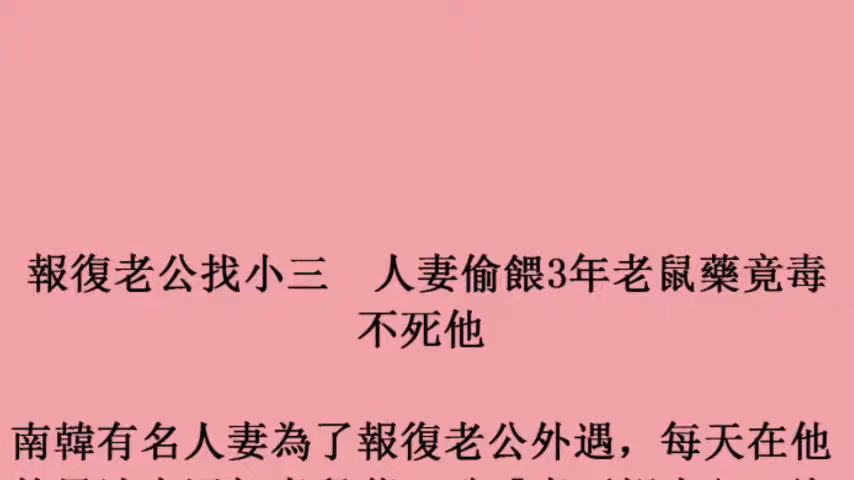 報復老公找小三　人妻偷餵3年老鼠藥竟毒
不死他
南韓有名人妻為了報復老公外遇，每天在他